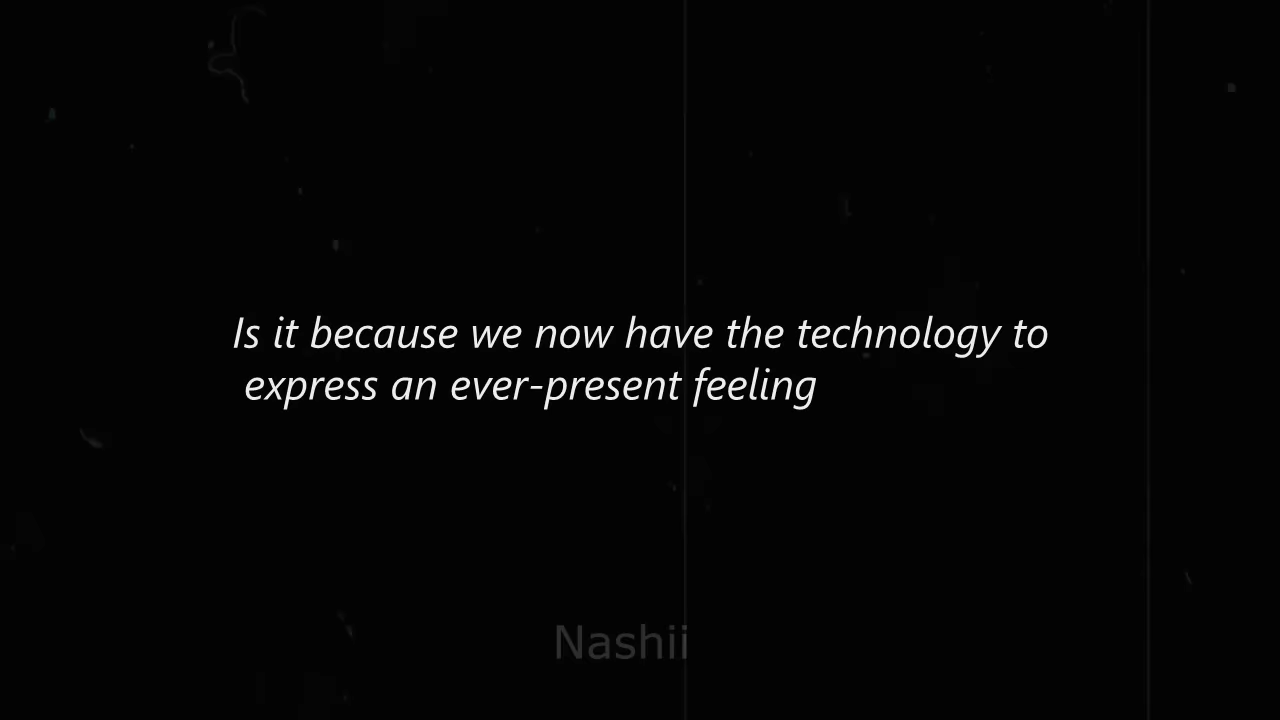 Is it because we now have the technology to
express an ever-present feeling
Nashii